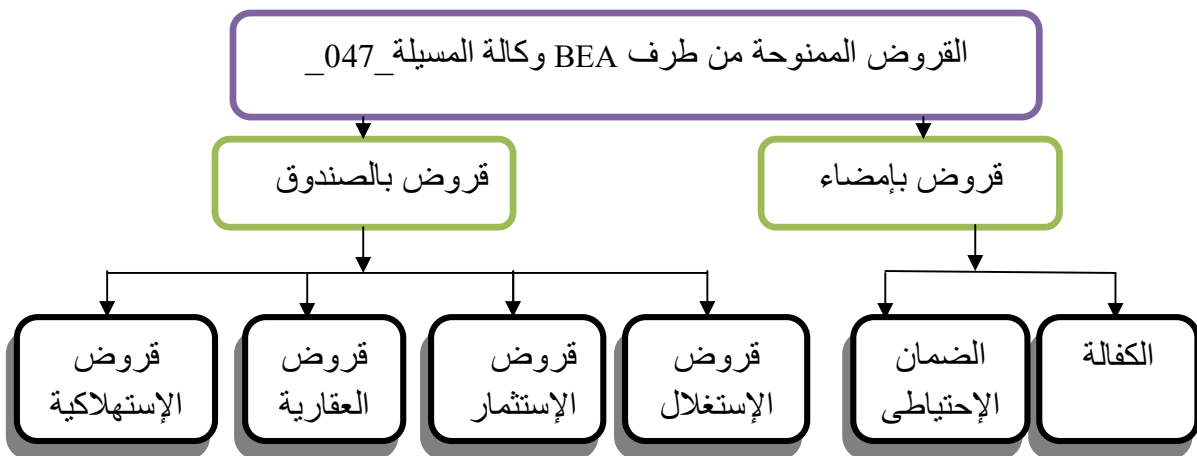 القروض الممنوحة من طرف BEA وكالة المسيلة_047_
قروض بإمضاء
قروض بالصندوق
الكفالة
الضمان
الإحتياطى
قروض
الإستغلال
قروض
الإستثمار
قروض
العقارية
قروض
الإستهلاكية